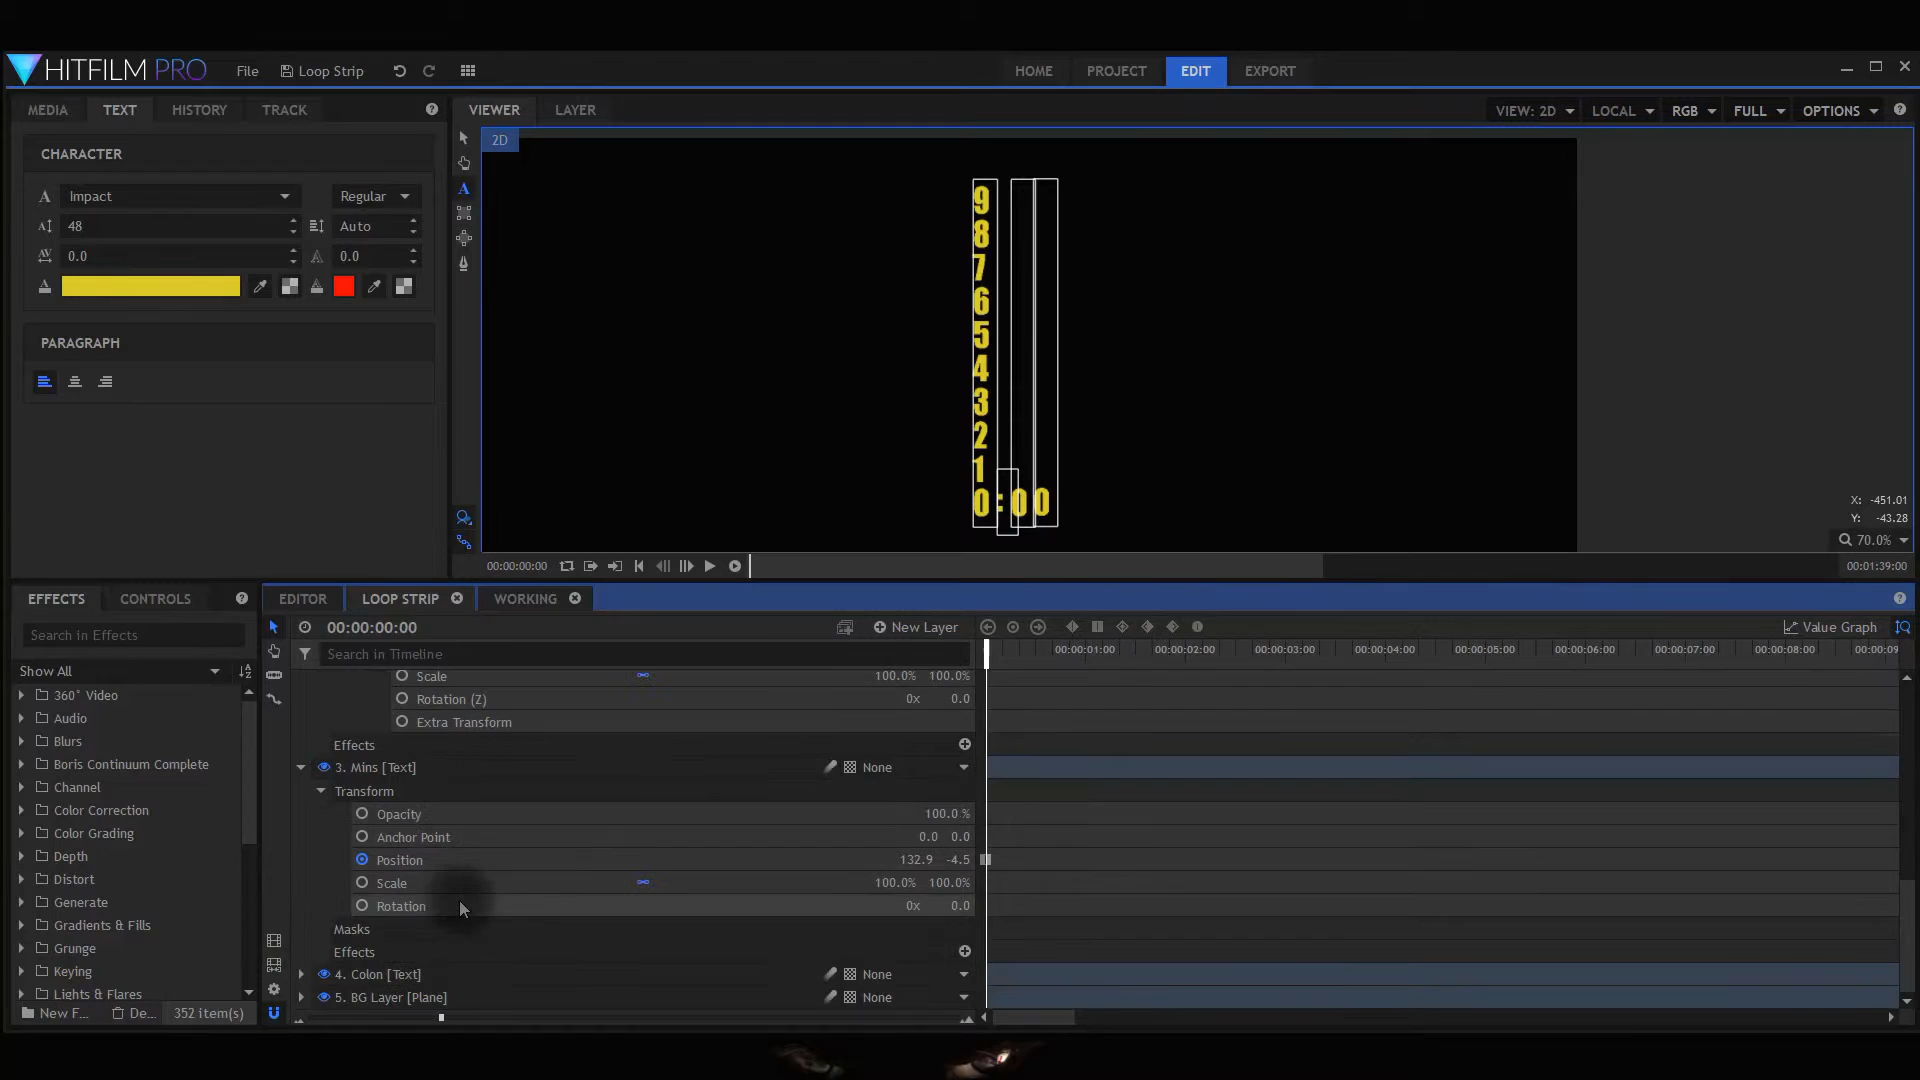 HITFILM PRO
File
Loop Strip
HOME
PROJECT
EDIT
EXPORT
MEDIA
TEXT
HISTORY
TRACK
VIEWER
LAYER
VIEW: 2D
LOCAL
RGB
FULL
OPTIONS
CHARACTER
2D
Impact
Regular
48
Auto
0.0
0.0
PARAGRAPH
9
8
7
6
5
4
3
2
1
0:00
X: -451.01
Y: -43.28
70.0%
00:00:00:00
00:01:39:00
EFFECTS
CONTROLS
EDITOR
LOOP STRIP
WORKING
Search in Effects
00:00:00:00
New Layer
Value Graph
Search in Timeline
00:00:01:00
00:00:02:00
00:00:03:00
00:00:04:00
00:00:05:00
00:00:06:00
00:00:07:00
00:00:08:00
00:00:09
Show All
360° Video
Audio
Blurs
Boris Continuum Complete
Channel
Color Correction
Color Grading
Depth
Distort
Generate
Gradients & Fills
Grunge
Keying
Lights & Flares
New F...
De...
352 item(s)
Scale 100.0% 100.0%
Rotation (Z) 0x 0.0
Extra Transform
Effects
3. Mins [Text] None
Transform
Opacity 100.0 %
Anchor Point 0.0 0.0
Position 132.9 -4.5
Scale 100.0% 100.0%
Rotation 0x 0.0
Masks
Effects
4. Colon [Text] None
5. BG Layer [Plane] None